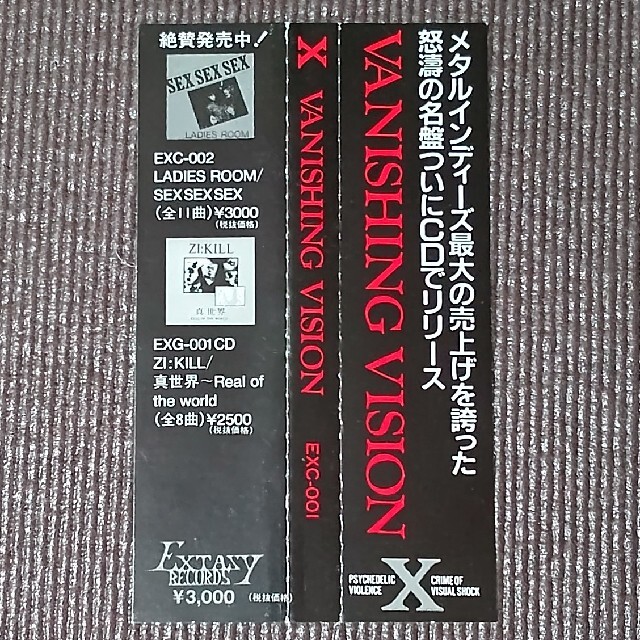 メタルインディーズ最大の売上げを誇った
怒濤の名盤ついにCDでリリース
VANISHING VISION
PSYCHEDELIC
VIOLENCE
X
CRIME OF
VISUAL SHOCK
X VANISHING VISION EXC-001
絶賛発売中!
SEX SEX SEX
LADIES ROOM
EXC-002
LADIES ROOM/
SEX SEX SEX
(全11曲)¥3000
(税抜価格)
ZI:KILL
真世界
EXG-001CD
ZI:KILL/
真世界~Real of
the world
(全8曲)¥2500
(税抜価格)
EXTASY
RECORDS
¥3,000 (税抜価格)